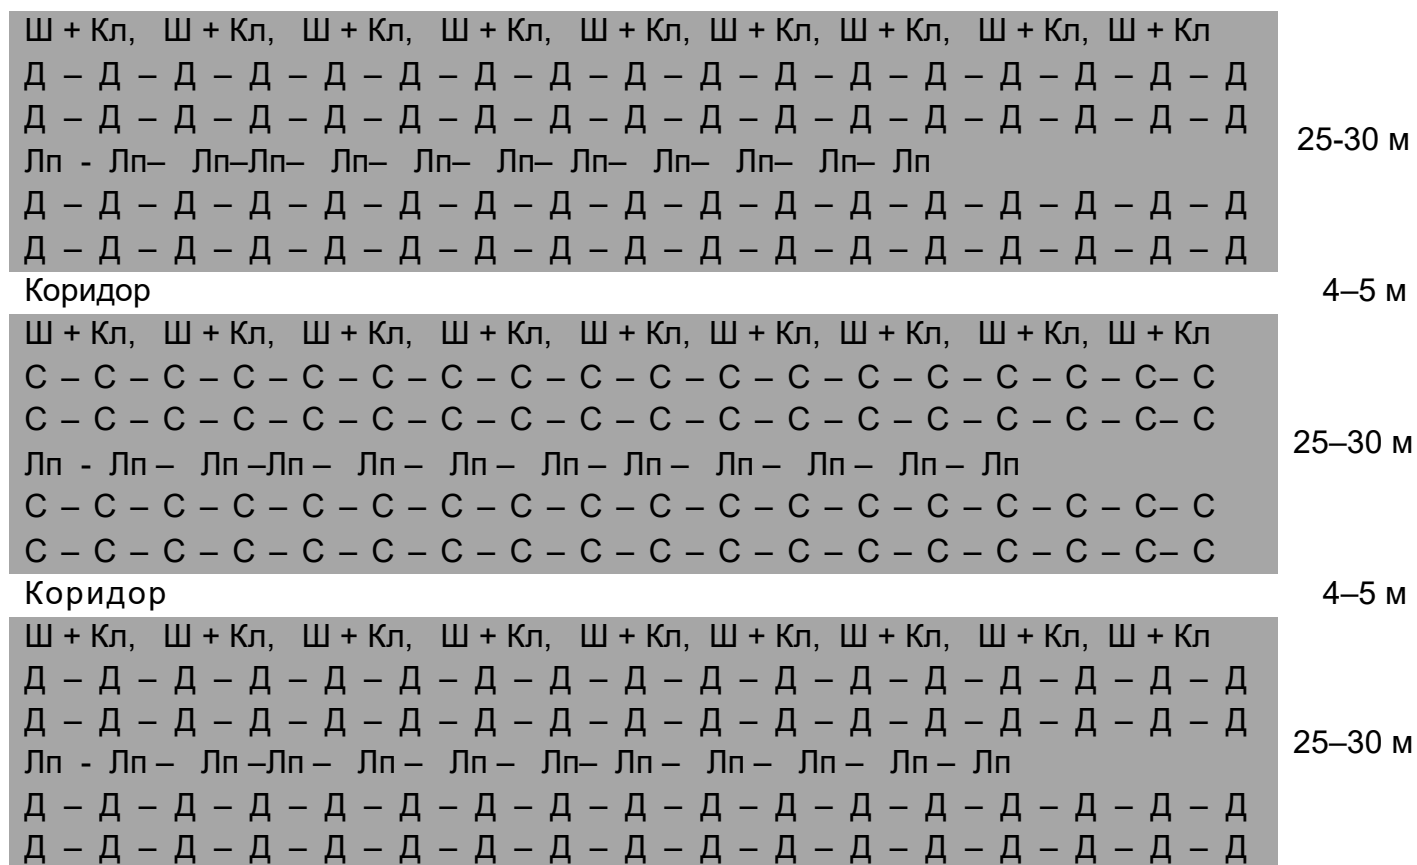 Ш + Кл, Ш + Кл, Ш + Кл, Ш + Кл, Ш + Кл, Ш + Кл, Ш + Кл, Ш + Кл, Ш + Кл
Д – Д – Д – Д – Д – Д – Д – Д – Д – Д – Д – Д – Д – Д – Д – Д – Д
Д – Д – Д – Д – Д – Д – Д – Д – Д – Д – Д – Д – Д – Д – Д – Д – Д
25-30 м
Лп - Лп– Лп–Лп– Лп– Лп– Лп– Лп– Лп– Лп– Лп– Лп
Д – Д – Д – Д – Д – Д – Д – Д – Д – Д – Д – Д – Д – Д – Д – Д – Д
Д – Д – Д – Д – Д – Д – Д – Д – Д – Д – Д – Д – Д – Д – Д – Д – Д
Коридор 4–5 м
Ш + Кл, Ш + Кл, Ш + Кл, Ш + Кл, Ш + Кл, Ш + Кл, Ш + Кл, Ш + Кл, Ш + Кл
С – С – С – С – С – С – С – С – С – С – С – С – С – С – С – С – С– С
С – С – С – С – С – С – С – С – С – С – С – С – С – С – С – С – С– С
25–30 м
Лп - Лп – Лп –Лп – Лп – Лп – Лп – Лп – Лп – Лп – Лп – Лп
С – С – С – С – С – С – С – С – С – С – С – С – С – С – С – С – С– С
С – С – С – С – С – С – С – С – С – С – С – С – С – С – С – С – С– С
Коридор 4–5 м
Ш + Кл, Ш + Кл, Ш + Кл, Ш + Кл, Ш + Кл, Ш + Кл, Ш + Кл, Ш + Кл, Ш + Кл
Д – Д – Д – Д – Д – Д – Д – Д – Д – Д – Д – Д – Д – Д – Д – Д – Д
Д – Д – Д – Д – Д – Д – Д – Д – Д – Д – Д – Д – Д – Д – Д – Д – Д
25–30 м
Лп - Лп – Лп –Лп – Лп – Лп – Лп– Лп – Лп – Лп – Лп – Лп
Д – Д – Д – Д – Д – Д – Д – Д – Д – Д – Д – Д – Д – Д – Д – Д – Д
Д – Д – Д – Д – Д – Д – Д – Д – Д – Д – Д – Д – Д – Д – Д – Д – Д